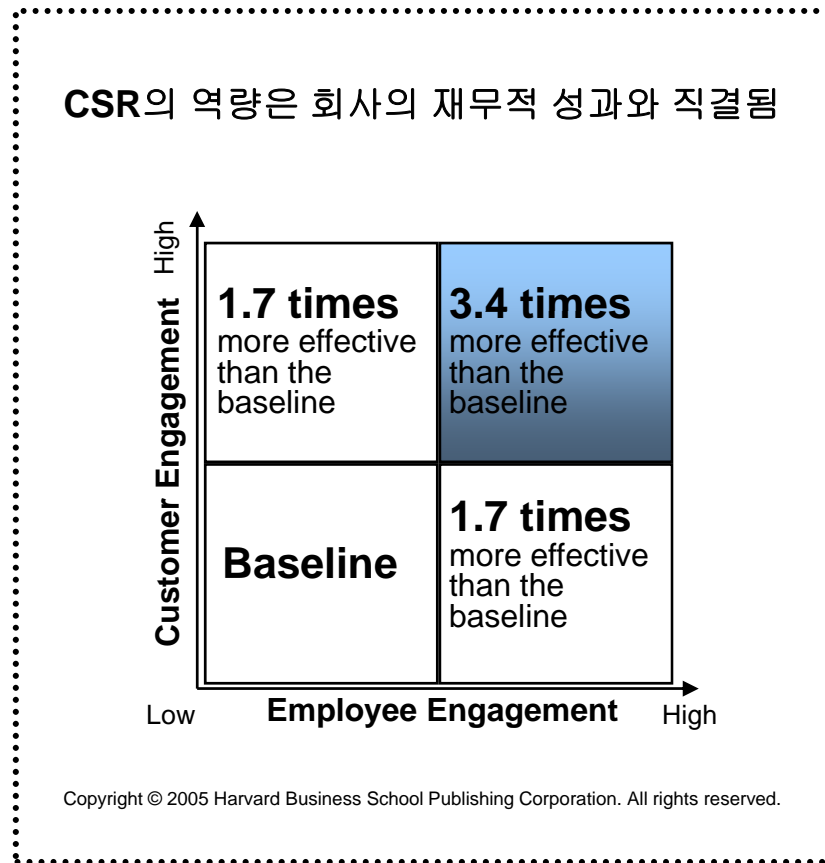 CSR의 역량은 회사의 재무적 성과와 직결됨
High
Customer Engagement
1.7 times
more effective
than the
baseline
3.4 times
more effective
than the
baseline
Baseline
1.7 times
more effective
than the
baseline
Low
Employee Engagement
High
Copyright © 2005 Harvard Business School Publishing Corporation. All rights reserved.